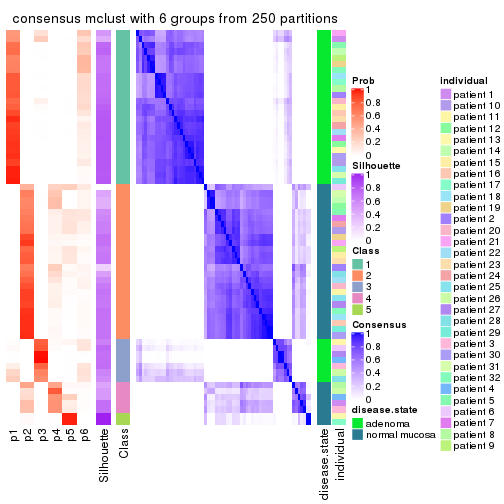 consensus mclust with 6 groups from 250 partitions
p1
p2
p3
p4
p5
p6
Silhouette
Class
disease.state
individual
Prob
1
0.8
0.6
0.4
0.2
0
Silhouette
1
0.8
0.6
0.4
0.2
0
Class
1
2
3
4
5
Consensus
1
0.8
0.6
0.4
0.2
0
disease.state
adenoma
normal mucosa
individual
patient 1
patient 10
patient 11
patient 12
patient 13
patient 14
patient 15
patient 16
patient 17
patient 18
patient 19
patient 2
patient 20
patient 21
patient 22
patient 23
patient 24
patient 25
patient 26
patient 27
patient 28
patient 29
patient 3
patient 30
patient 31
patient 32
patient 4
patient 5
patient 6
patient 7
patient 8
patient 9